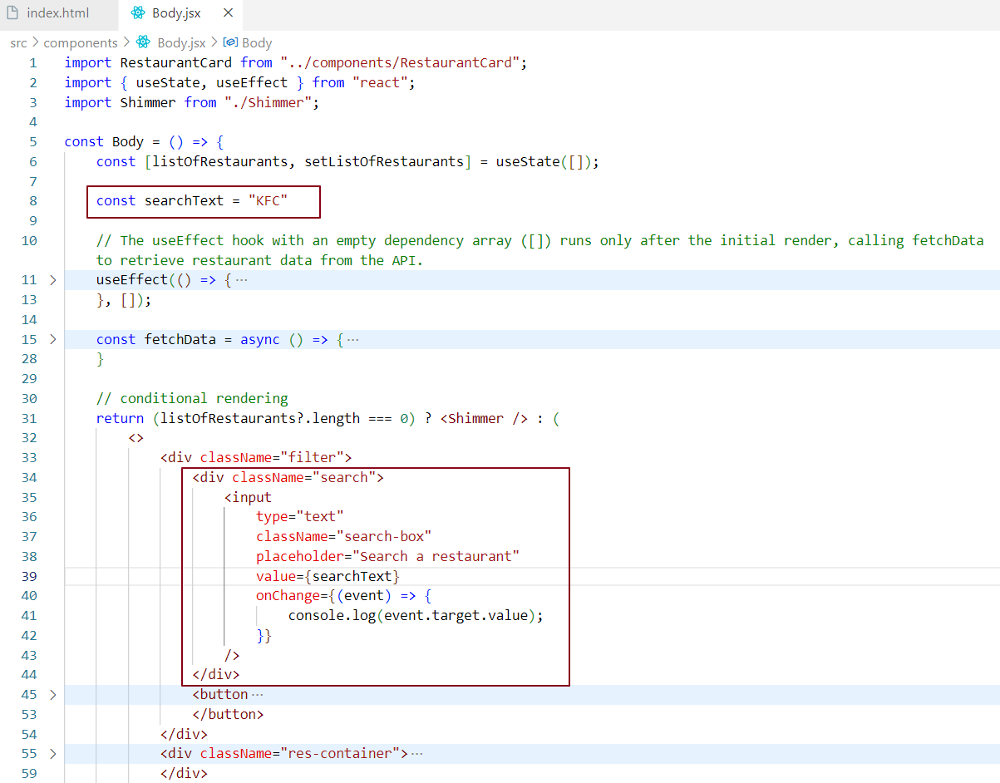 index.html Body.jsx
src > components > Body.jsx > Body
1 import RestaurantCard from "../components/RestaurantCard";
2 import { useState, useEffect } from "react";
3 import Shimmer from "./Shimmer";
4
5 const Body = () => {
6 const [listOfRestaurants, setListOfRestaurants] = useState([]);
7
8 const searchText = "KFC"
9
10 // The useEffect hook with an empty dependency array ([]) runs only after the initial render, calling fetchData
to retrieve restaurant data from the API.
11 useEffect(() => {···
13 }, []);
14
15 const fetchData = async () => {···
28 }
29
30 // conditional rendering
31 return (listOfRestaurants?.length === 0) ? <Shimmer /> : (
32 <>
33 <div className="filter">
34 <div className="search">
35 <input
36 type="text"
37 className="search-box"
38 placeholder="Search a restaurant"
39 value={searchText}
40 onChange={(event) => {
41 console.log(event.target.value);
42 }}
43 />
44 </div>
45 <button···
53 </button>
54 </div>
55 <div className="res-container">···
59 </div>